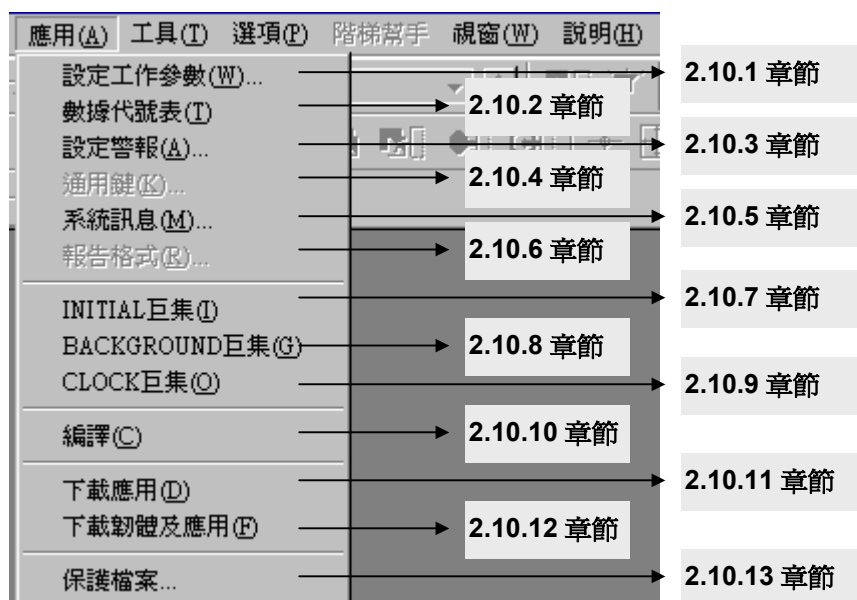 應用(A) 工具(T) 選項(P) 階梯幫手 視窗(W) 說明(H)
設定工作參數(W)... 2.10.1 章節
數據代號表(T) 2.10.2 章節
設定警報(A)... 2.10.3 章節
通用鍵(K)... 2.10.4 章節
系統訊息(M)... 2.10.5 章節
報告格式(R)... 2.10.6 章節
INITIAL巨集(I) 2.10.7 章節
BACKGROUND巨集(G) 2.10.8 章節
CLOCK巨集(O) 2.10.9 章節
編譯(C) 2.10.10 章節
下載應用(D) 2.10.11 章節
下載韌體及應用(F) 2.10.12 章節
保護檔案... 2.10.13 章節